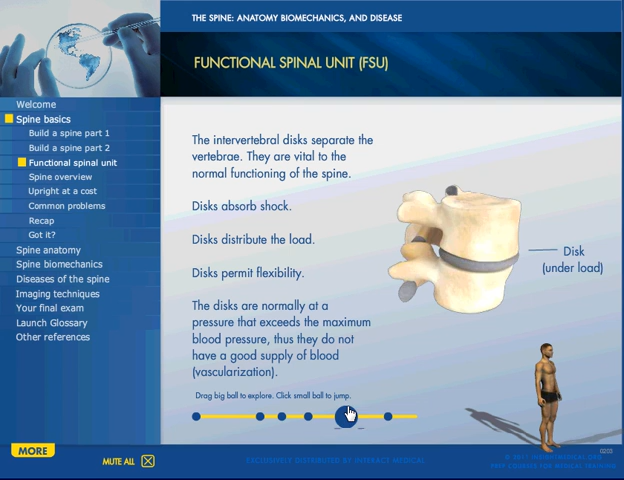 THE SPINE: ANATOMY BIOMECHANICS, AND DISEASE
FUNCTIONAL SPINAL UNIT (FSU)
Welcome
Spine basics
Build a spine part 1
Build a spine part 2
Functional spinal unit
Spine overview
Upright at a cost
Common problems
Recap
Got it?
Spine anatomy
Spine biomechanics
Diseases of the spine
Imaging techniques
Your final exam
Launch Glossary
Other references
The intervertebral disks separate the
vertebrae. They are vital to the
normal functioning of the spine.
Disks absorb shock.
Disks distribute the load.
Disks permit flexibility.
The disks are normally at a
pressure that exceeds the maximum
blood pressure, thus they do not
have a good supply of blood
(vascularization).
Disk
(under load)
Drag big ball to explore. Click small ball to jump.
MORE
MUTE ALL
EXCLUSIVELY DISTRIBUTED BY INTERACT MEDICAL
0203